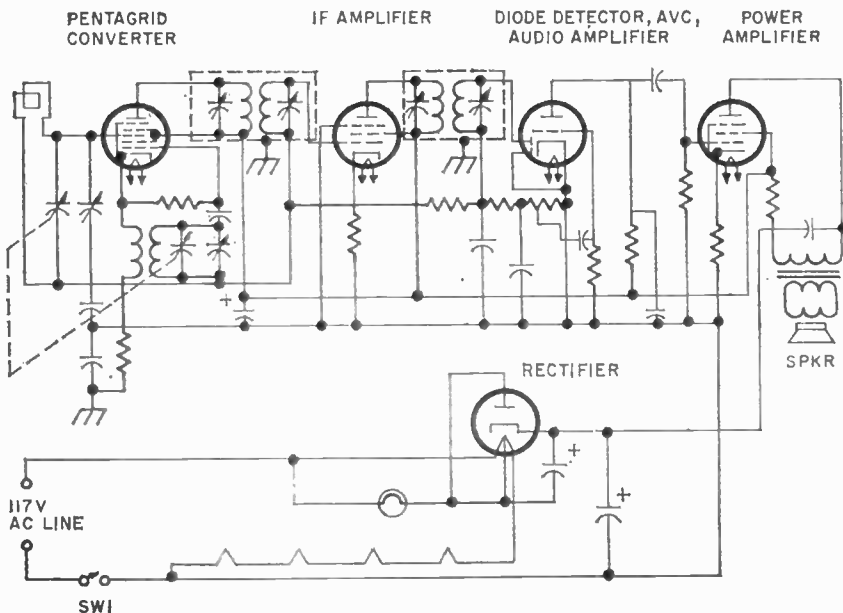 PENTAGRID
CONVERTER
IF AMPLIFIER
DIODE DETECTOR, AVC,
AUDIO AMPLIFIER
POWER
AMPLIFIER
+
SPKR
RECTIFIER
+
+
117V
AC LINE
SW1